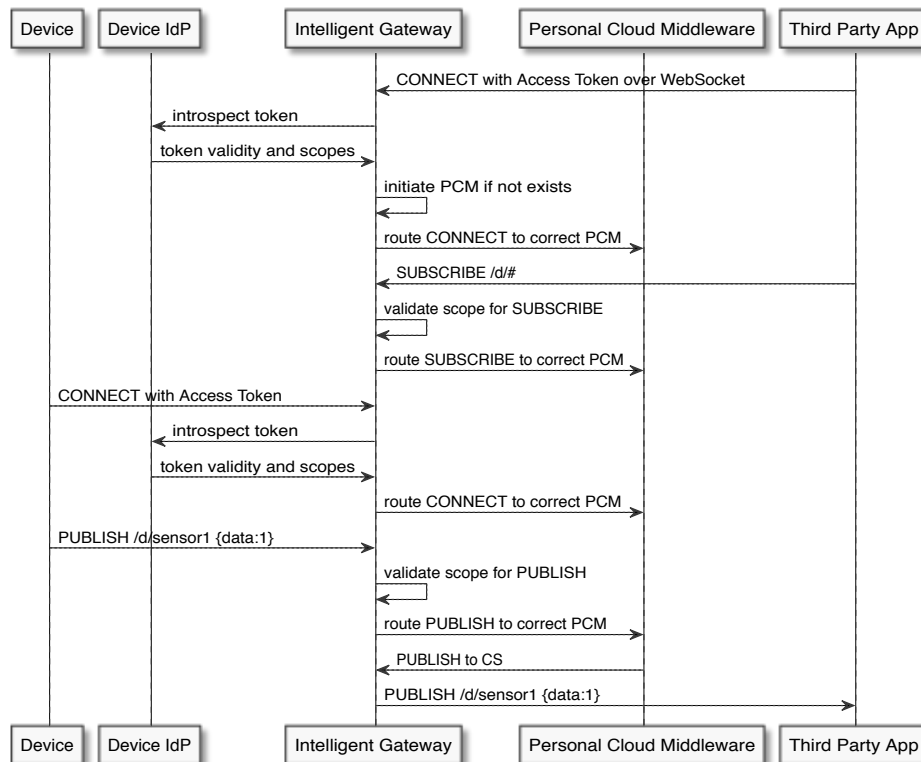 Device
Device IdP
Intelligent Gateway
Personal Cloud Middleware
Third Party App
CONNECT with Access Token over WebSocket
introspect token
token validity and scopes
initiate PCM if not exists
route CONNECT to correct PCM
SUBSCRIBE /d/#
validate scope for SUBSCRIBE
route SUBSCRIBE to correct PCM
CONNECT with Access Token
introspect token
token validity and scopes
route CONNECT to correct PCM
PUBLISH /d/sensor1 {data:1}
validate scope for PUBLISH
route PUBLISH to correct PCM
PUBLISH to CS
PUBLISH /d/sensor1 {data:1}
Device
Device IdP
Intelligent Gateway
Personal Cloud Middleware
Third Party App